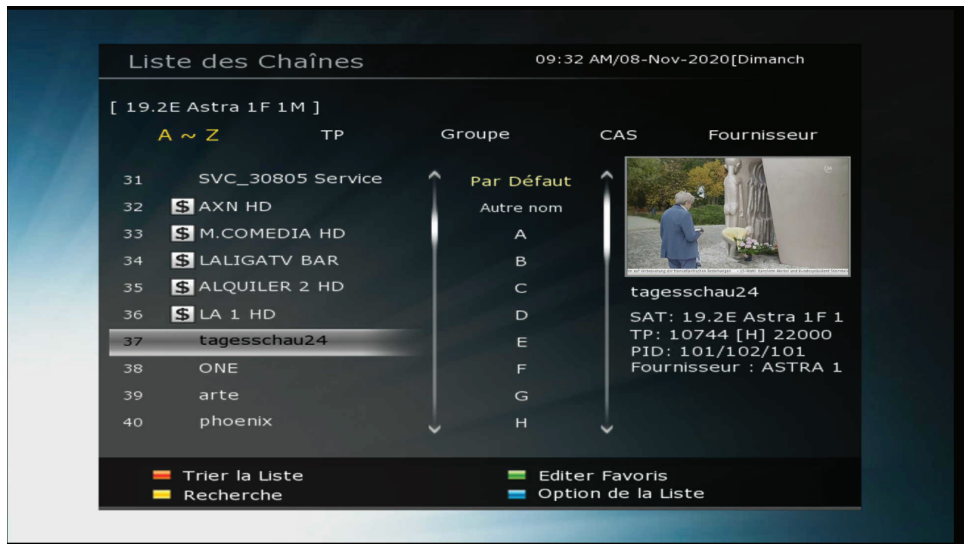 Liste des Chaînes
09:32 AM/08-Nov-2020[Dimanch
[ 19.2E Astra 1F 1M ]
A ~ Z TP Groupe CAS Fournisseur
31 SVC_30805 Service
32 $ AXN HD
33 $ M.COMEDIA HD
34 $ LALIGATV BAR
35 $ ALQUILER 2 HD
36 $ LA 1 HD
37 tagesschau24
38 ONE
39 arte
40 phoenix
Par Défaut
Autre nom
A
B
C
D
E
F
G
H
tagesschau24
SAT: 19.2E Astra 1F 1
TP: 10744 [H] 22000
PID: 101/102/101
Fournisseur : ASTRA 1
Trier la Liste
Editer Favoris
Recherche
Option de la Liste